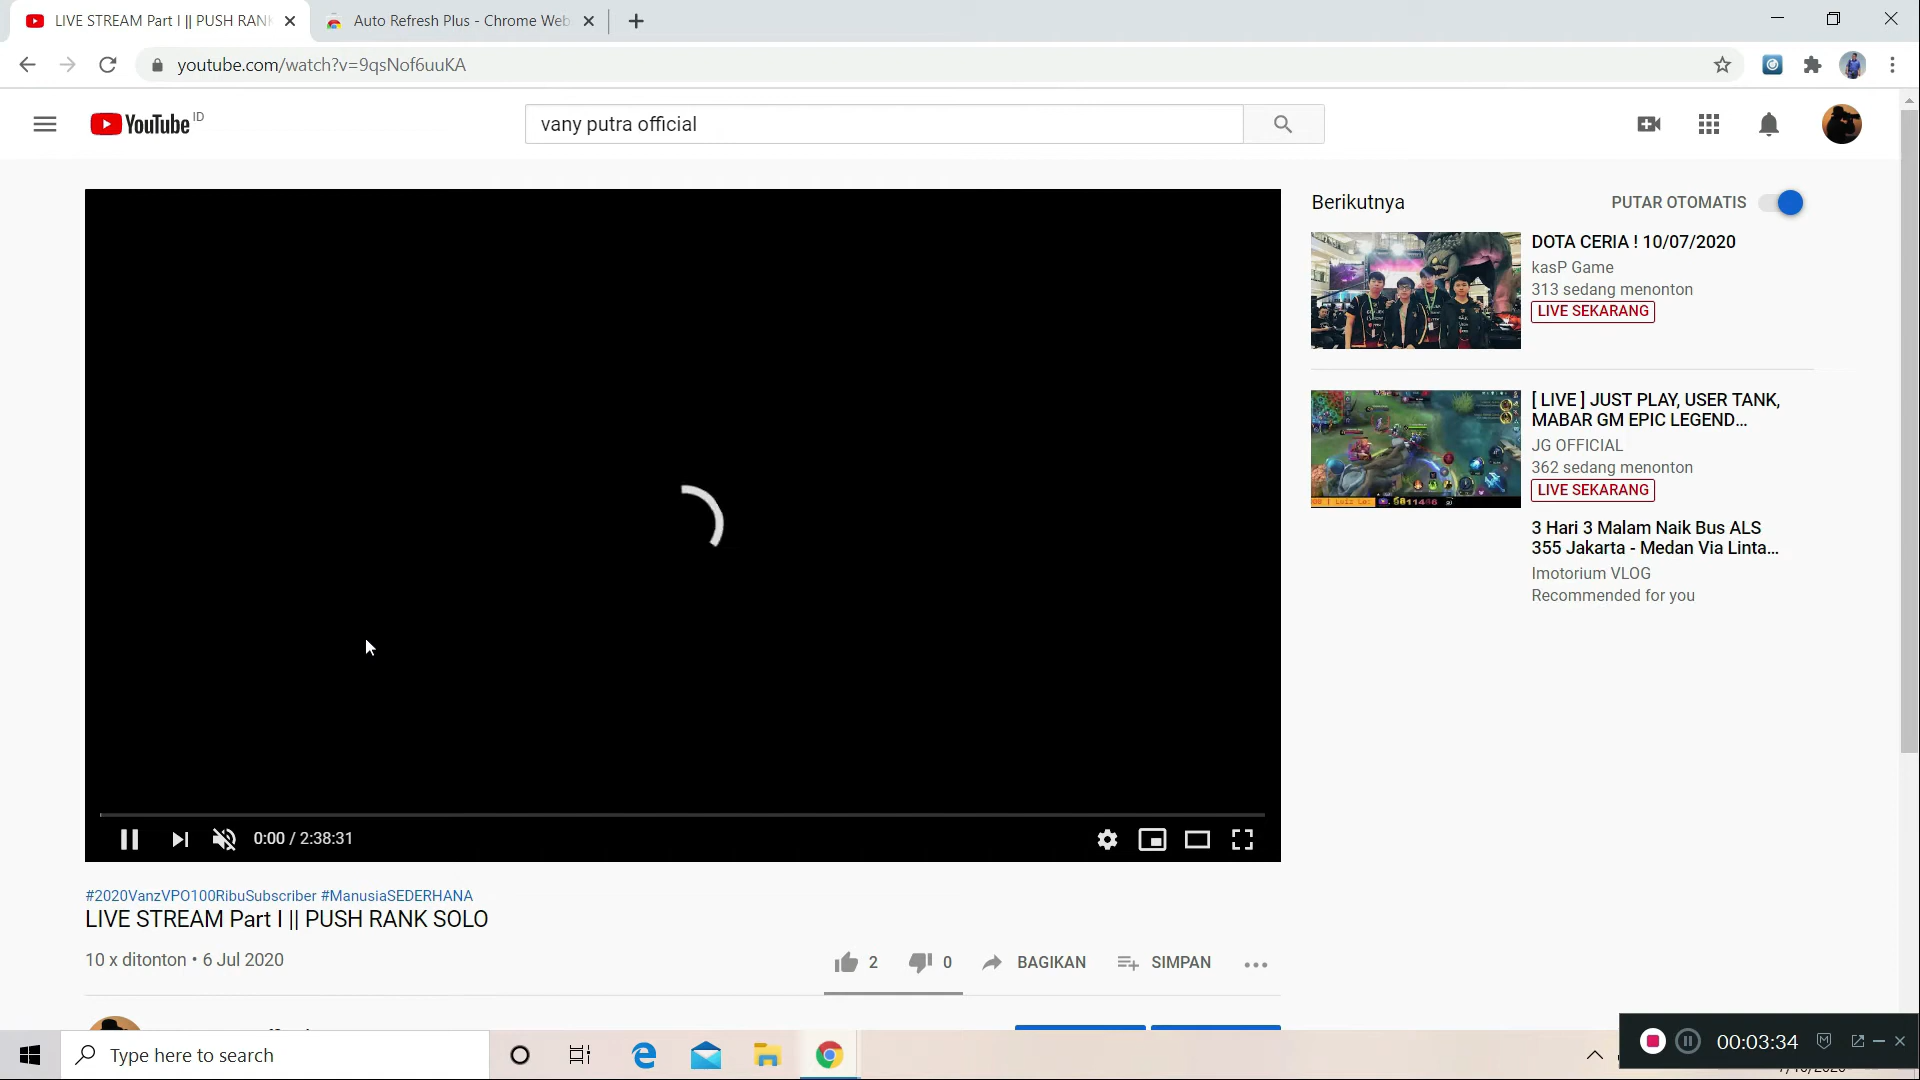 LIVE STREAM Part I || PUSH RANK
Auto Refresh Plus - Chrome Web
youtube.com/watch?v=9qsNof6uuKA
YouTube ID
vany putra official
Berikutnya
PUTAR OTOMATIS
DOTA CERIA ! 10/07/2020
kasP Game
313 sedang menonton
LIVE SEKARANG
[ LIVE ] JUST PLAY, USER TANK,
MABAR GM EPIC LEGEND...
JG OFFICIAL
362 sedang menonton
LIVE SEKARANG
3 Hari 3 Malam Naik Bus ALS
355 Jakarta - Medan Via Linta...
Imotorium VLOG
Recommended for you
0:00 / 2:38:31
#2020VanzVPO100RibuSubscriber #ManusiaSEDERHANA
LIVE STREAM Part I || PUSH RANK SOLO
10 x ditonton • 6 Jul 2020
2
0
BAGIKAN
SIMPAN
Type here to search
00:03:34